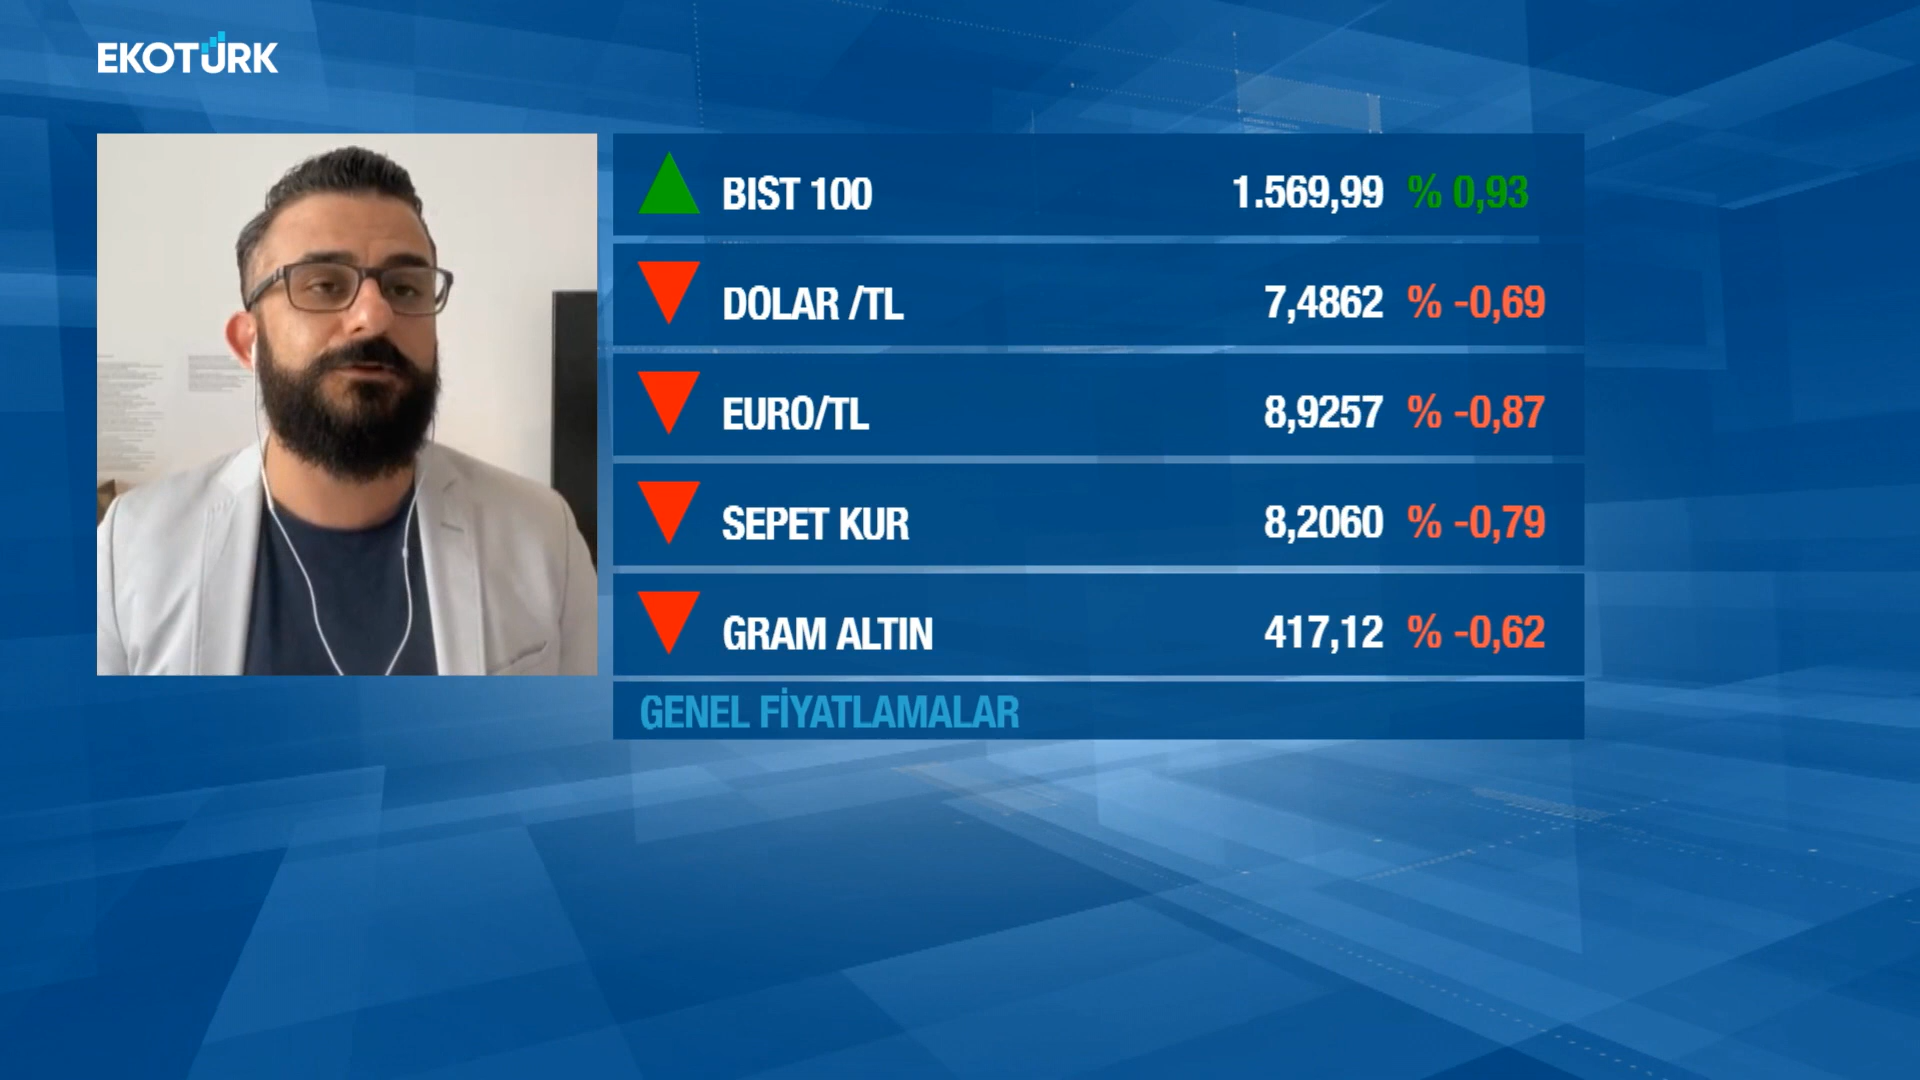 EKOTÜRK
BIST 100 1.569,99 % 0,93
DOLAR /TL 7,4862 % -0,69
EURO/TL 8,9257 % -0,87
SEPET KUR 8,2060 % -0,79
GRAM ALTIN 417,12 % -0,62
GENEL FİYATLAMALAR